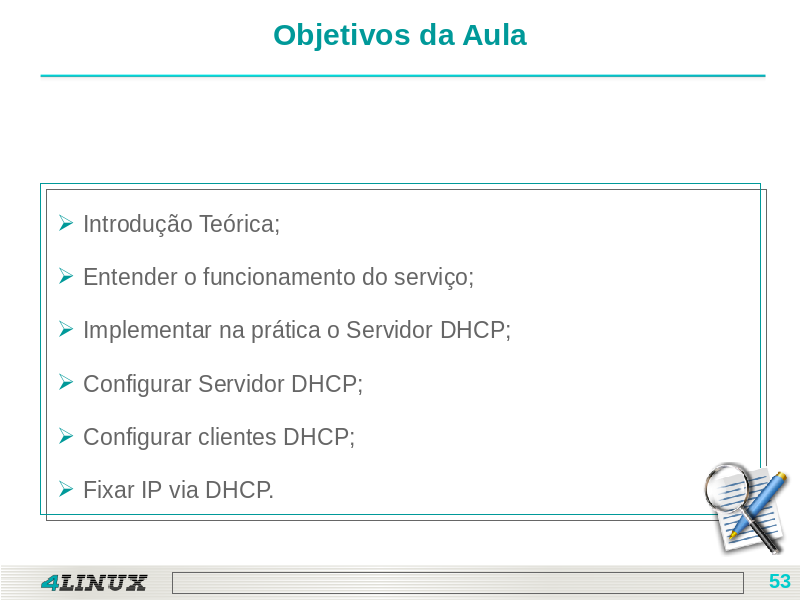 Objetivos da Aula
Introdução Teórica;
Entender o funcionamento do serviço;
Implementar na prática o Servidor DHCP;
Configurar Servidor DHCP;
Configurar clientes DHCP;
Fixar IP via DHCP.
4LINUX
53